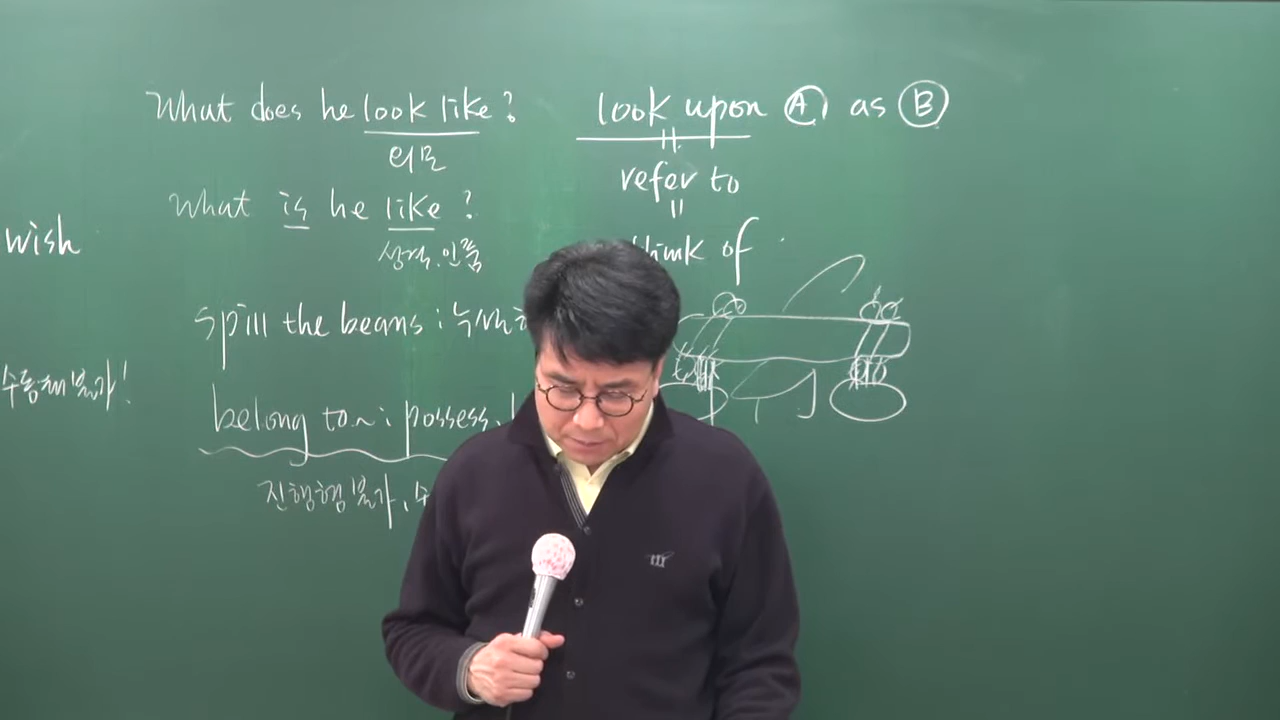 What does he look like?
외모
What is he like?
성격.인품
wish
spill the beans : 누설
수동태불가!
belong to~ : possess.
진행형불가, 수
look upon Ⓐ as Ⓑ
refer to
think of